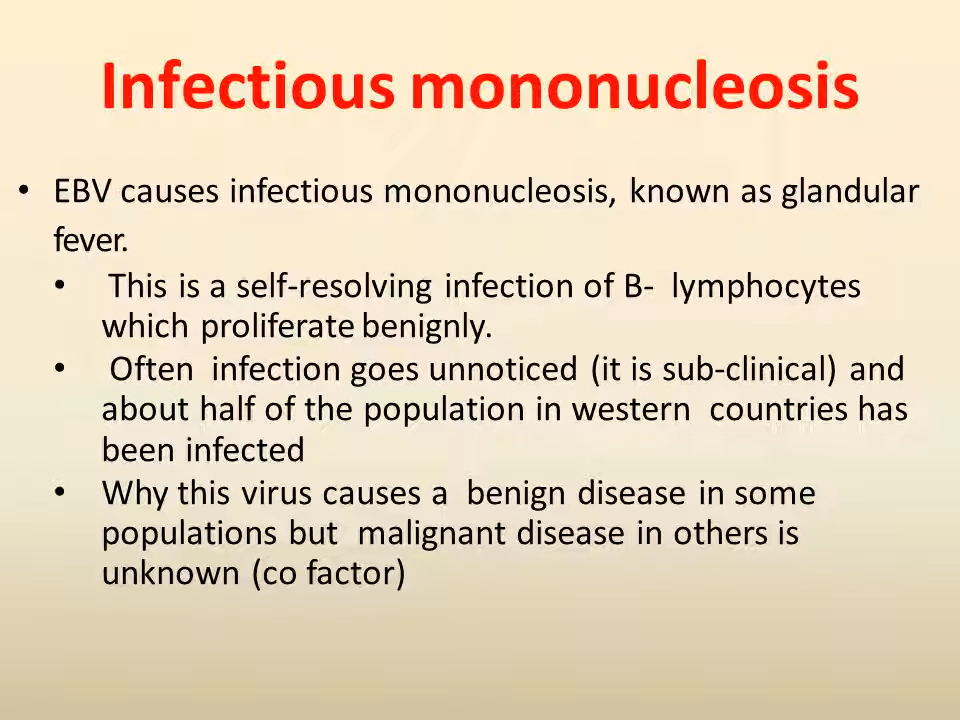 Infectious mononucleosis
• EBV causes infectious mononucleosis, known as glandular
fever.
• This is a self-resolving infection of B- lymphocytes
which proliferate benignly.
• Often infection goes unnoticed (it is sub-clinical) and
about half of the population in western countries has
been infected
• Why this virus causes a benign disease in some
populations but malignant disease in others is
unknown (co factor)